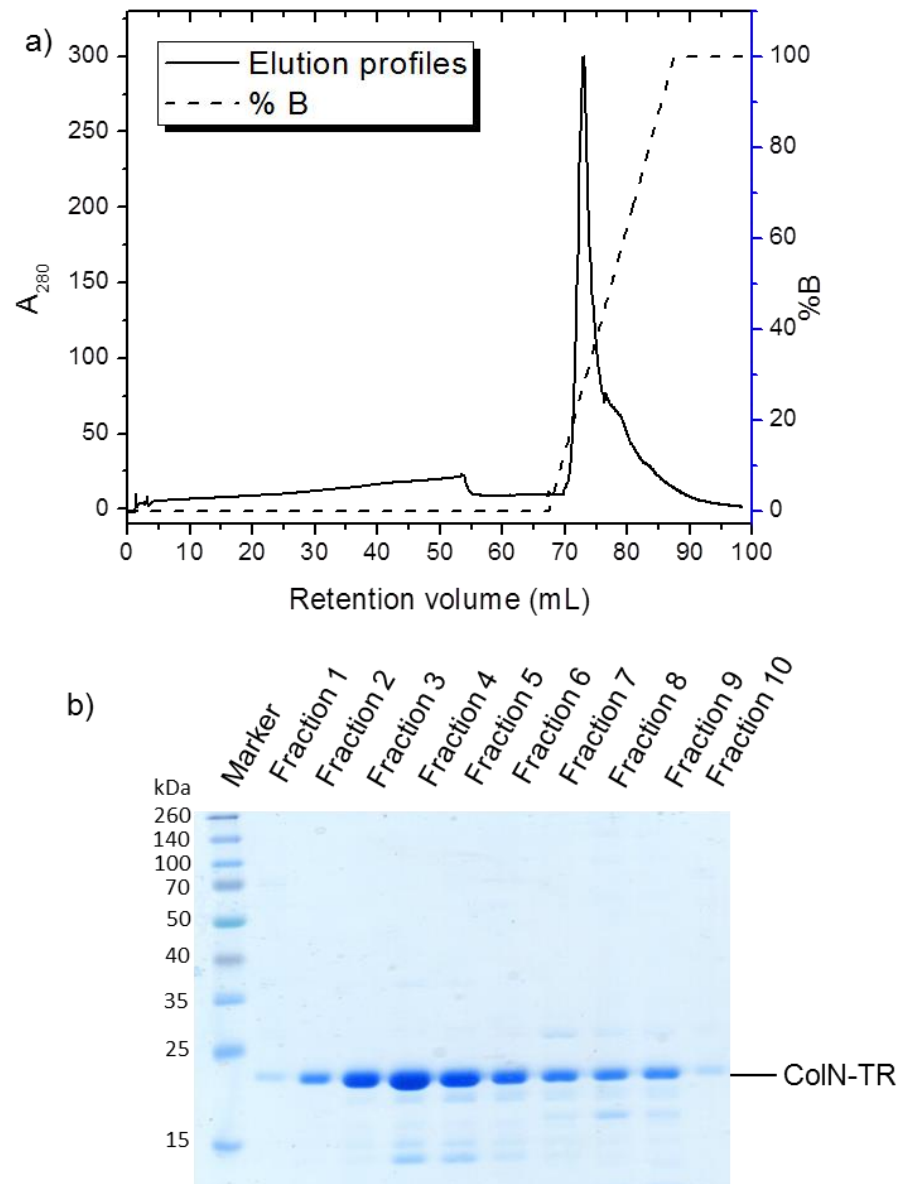 a)
Elution profiles
% B
300
250
200
150
100
50
0
A280
100
80
60
40
20
0
%B
0 10 20 30 40 50 60 70 80 90 100
Retention volume (mL)
b)
Marker
Fraction 1
Fraction 2
Fraction 3
Fraction 4
Fraction 5
Fraction 6
Fraction 7
Fraction 8
Fraction 9
Fraction 10
kDa
260
140
100
70
50
40
35
25
15
ColN-TR